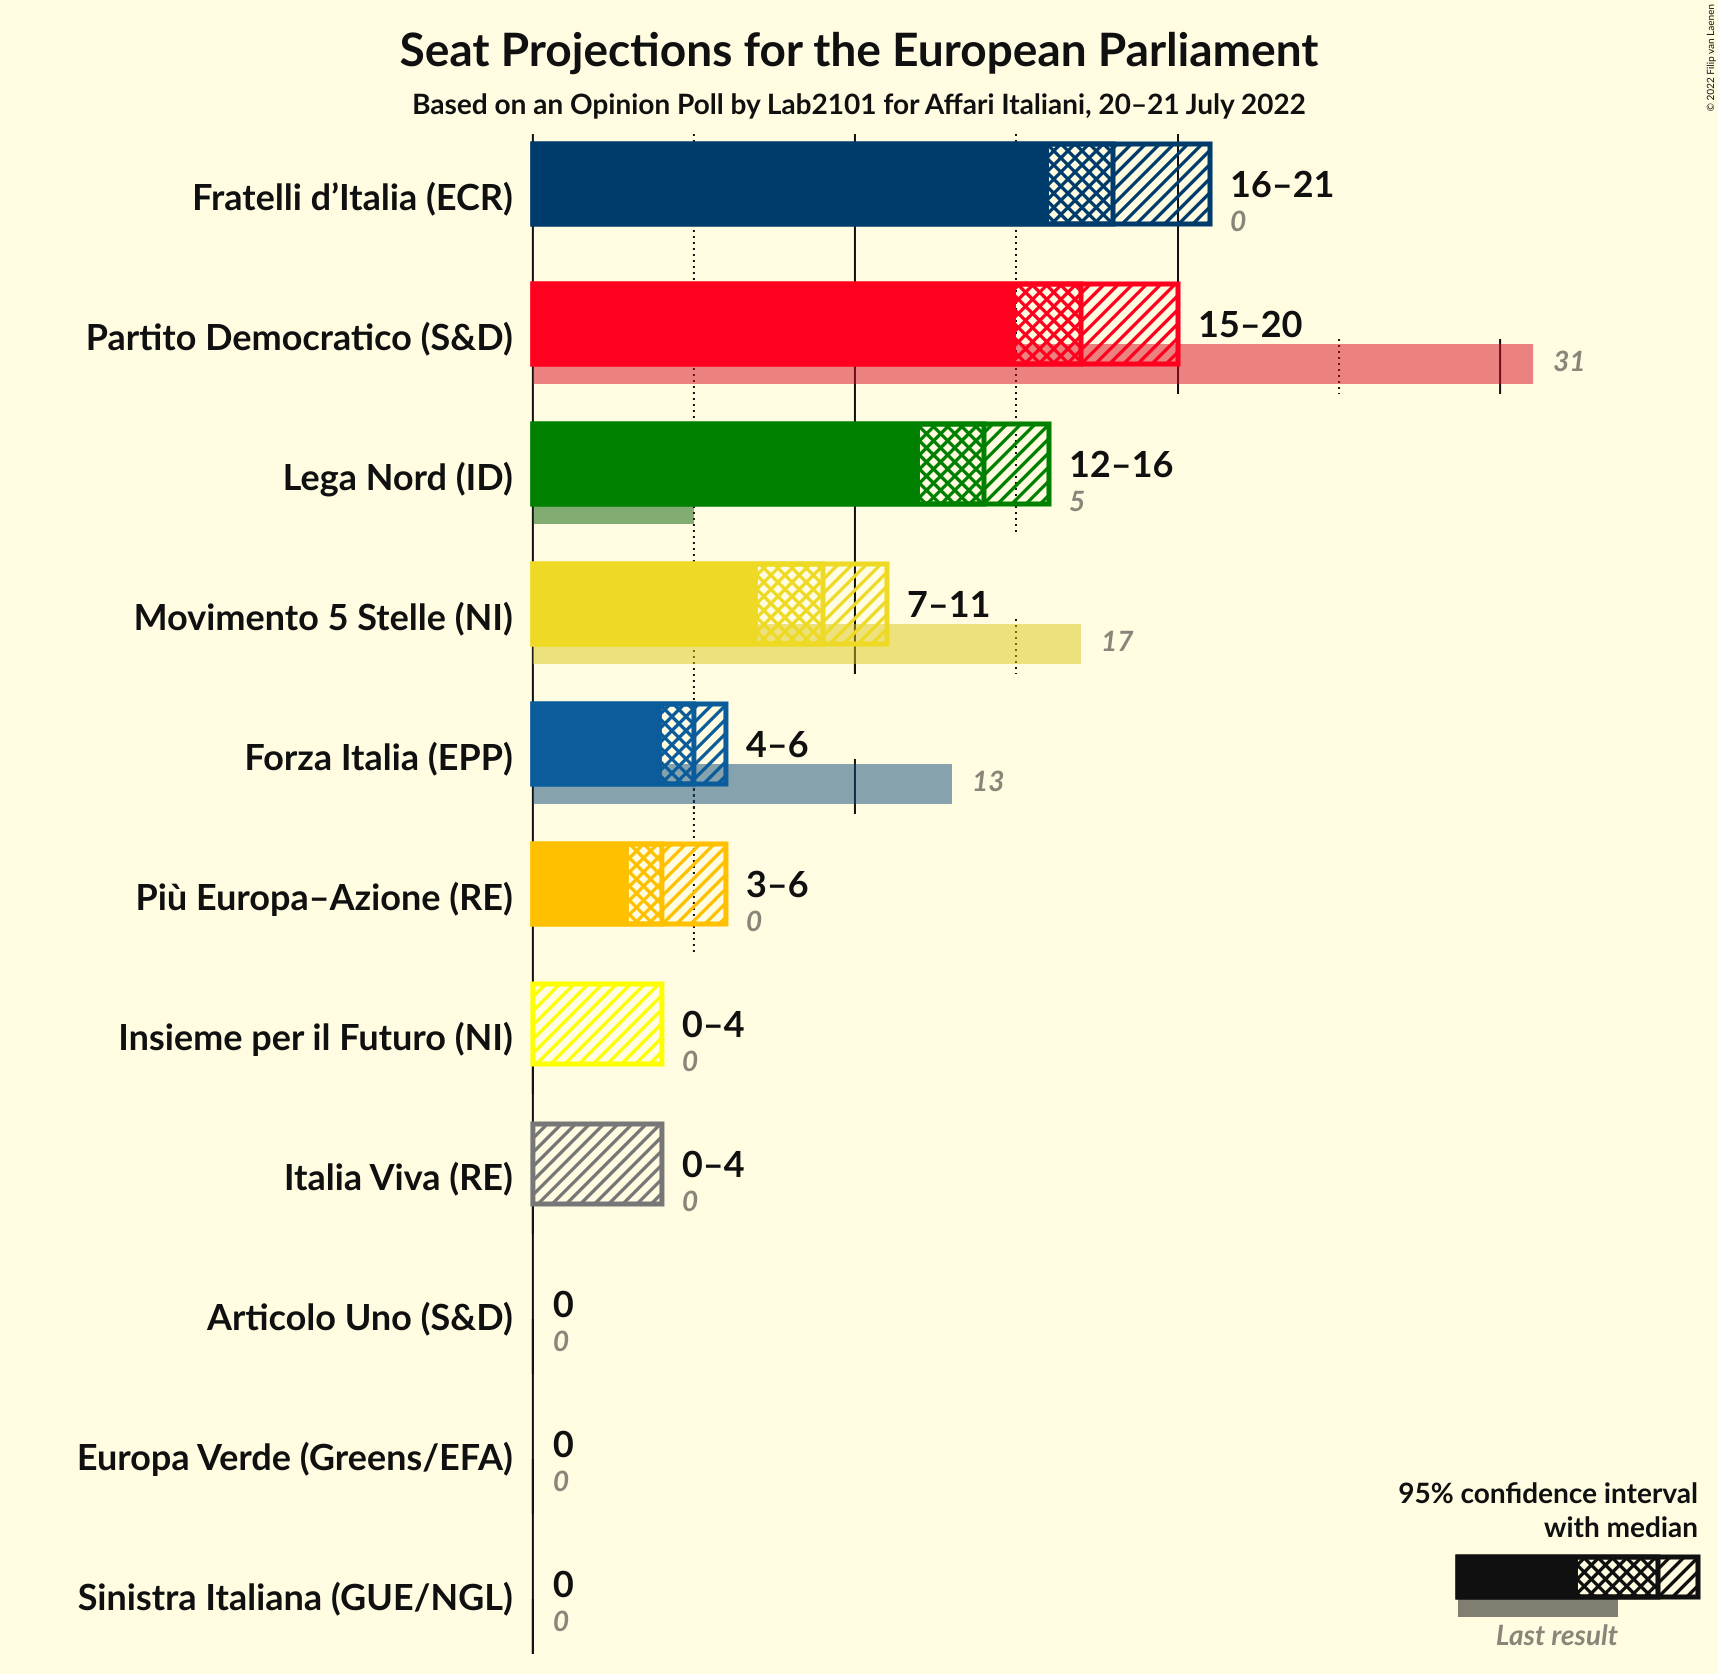 Seat Projections for the European Parliament
Based on an Opinion Poll by Lab2101 for Affari Italiani, 20–21 July 2022
© 2022 Filip van Laenen
Fratelli d’Italia (ECR)
16–21
0
Partito Democratico (S&D)
15–20
31
Lega Nord (ID)
12–16
5
Movimento 5 Stelle (NI)
7–11
17
Forza Italia (EPP)
4–6
13
Più Europa–Azione (RE)
3–6
0
Insieme per il Futuro (NI)
0–4
0
Italia Viva (RE)
0–4
0
Articolo Uno (S&D)
0
0
Europa Verde (Greens/EFA)
0
0
Sinistra Italiana (GUE/NGL)
0
0
95% confidence interval
with median
Last result